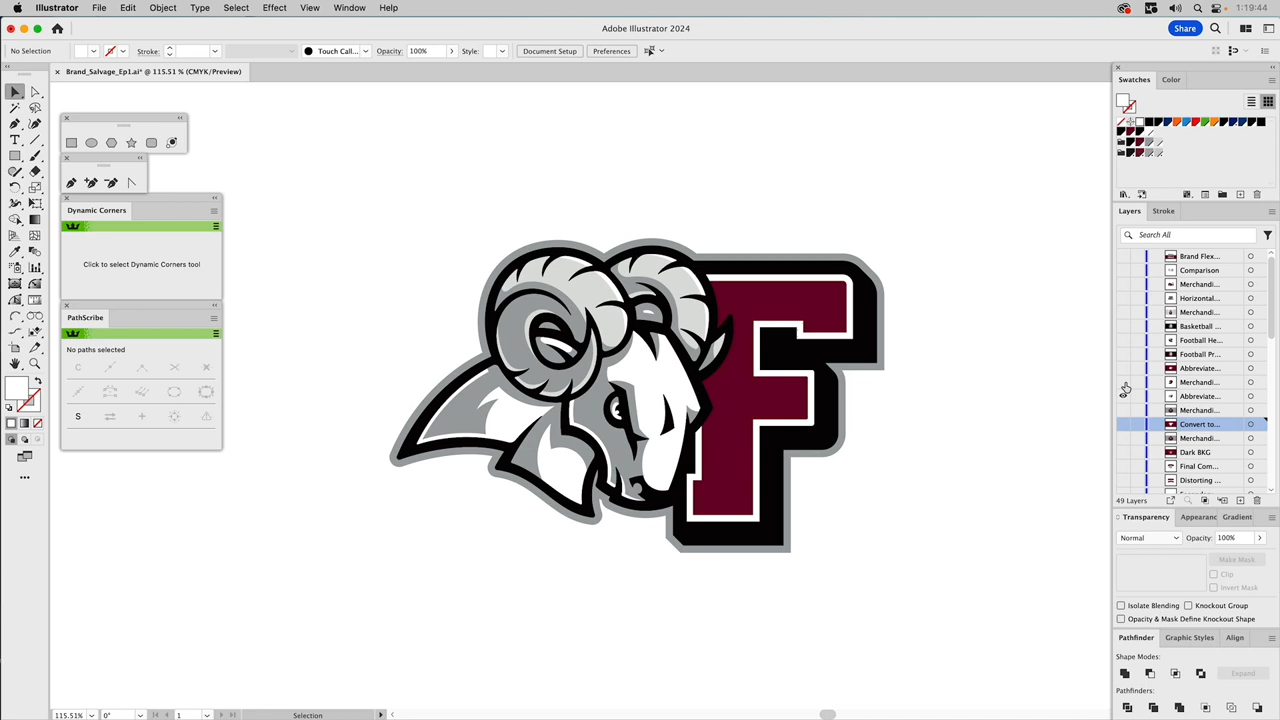 Illustrator File Edit Object Type Select Effect View Window Help 1:19:44
Adobe Illustrator 2024
Share
No Selection Stroke: Touch Call... Opacity: 100% Style: Document Setup Preferences
× Brand_Salvage_Ep1.ai* @ 115.51 % (CMYK/Preview)
Swatches Color
Dynamic Corners
Click to select Dynamic Corners tool
PathScribe
No paths selected
F
Layers Stroke
Search All
Brand Flex...
Comparison
Merchandi...
Horizontal...
Merchandi...
Basketball ...
Football He...
Football Pr...
Abbreviate...
Merchandi...
Abbreviate...
Merchandi...
Convert to...
Merchandi...
Dark BKG
Final Com...
Distorting ...
49 Layers
Transparency Appearanc Gradient
Normal Opacity: 100%
Make Mask
Clip
Invert Mask
Isolate Blending Knockout Group
Opacity & Mask Define Knockout Shape
Pathfinder Graphic Styles Align
Shape Modes:
Expand
Pathfinders:
115.51% 0° 1 Selection